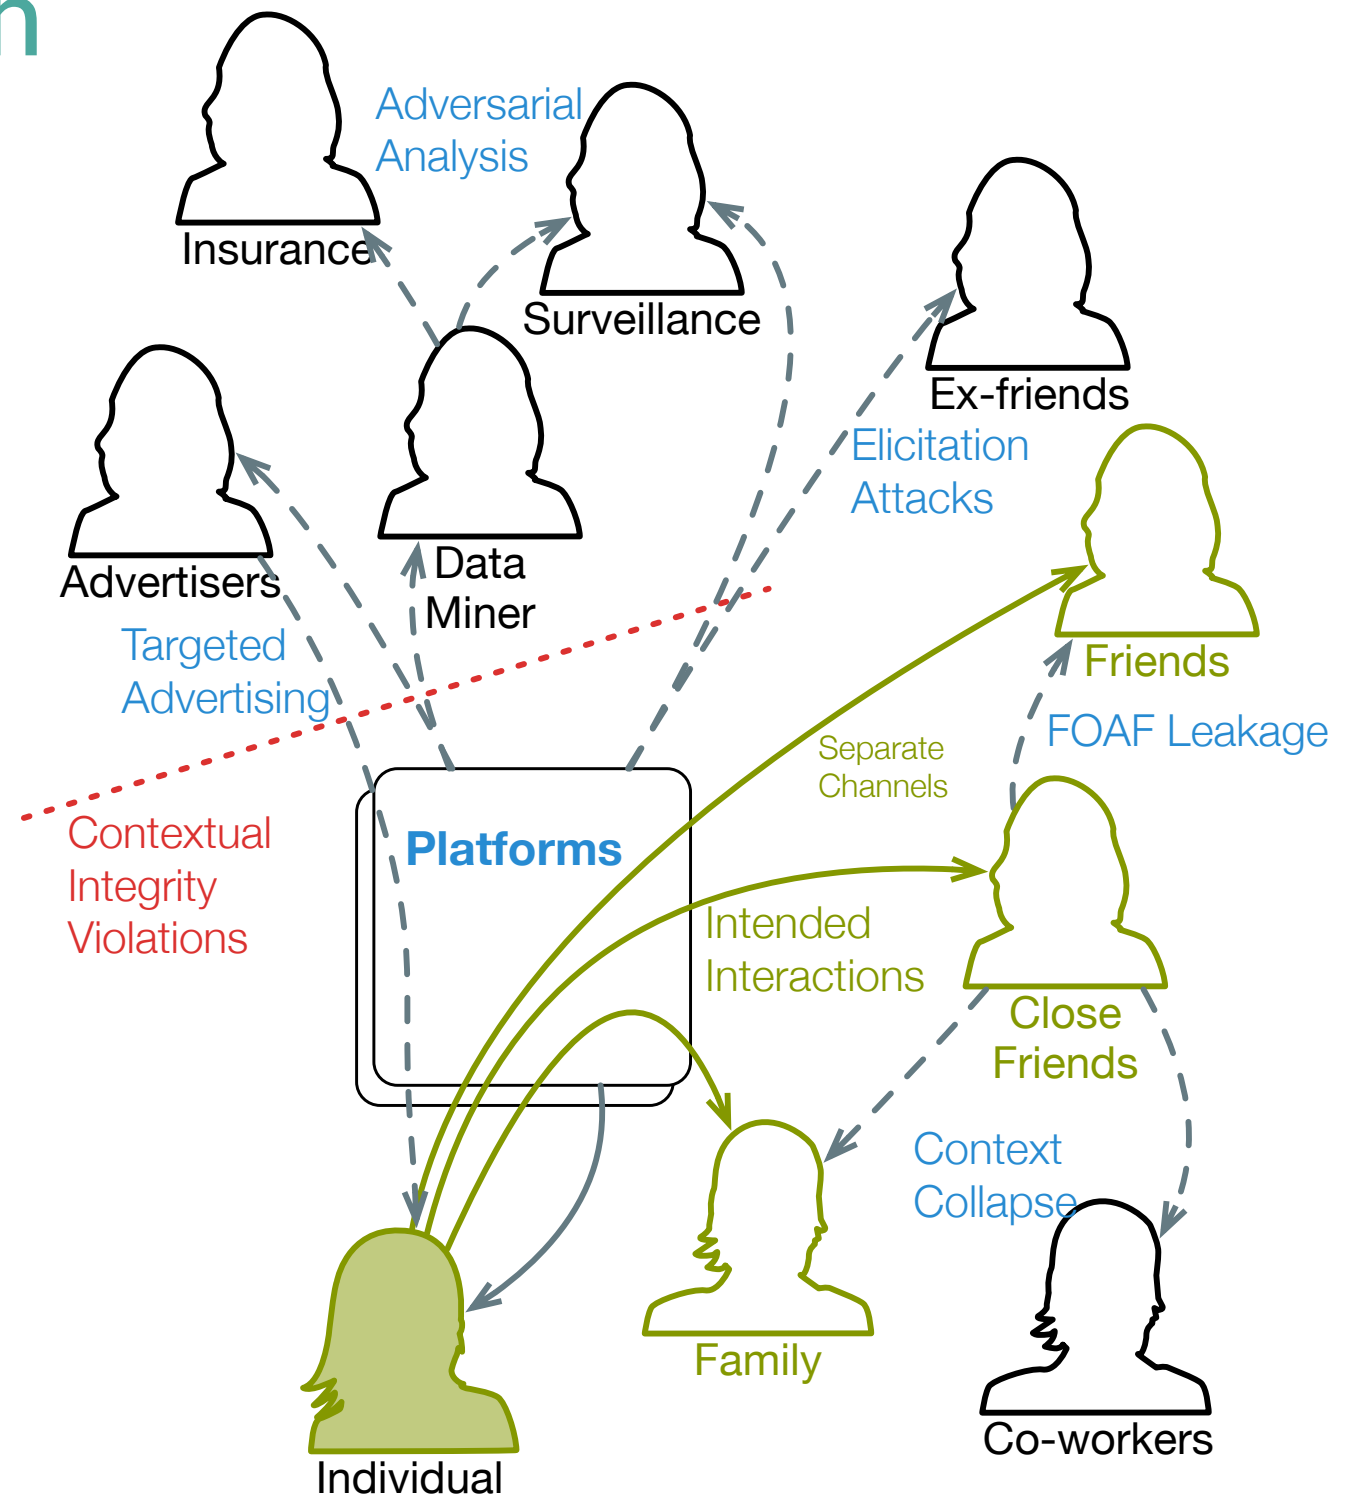 n
Adversarial
Analysis
Insurance
Surveillance
Ex-friends
Elicitation
Attacks
Advertisers
Data
Miner
Targeted
Advertising
Friends
FOAF Leakage
Separate
Channels
Platforms
Contextual
Integrity
Violations
Intended
Interactions
Close
Friends
Context
Collapse
Family
Co-workers
Individual